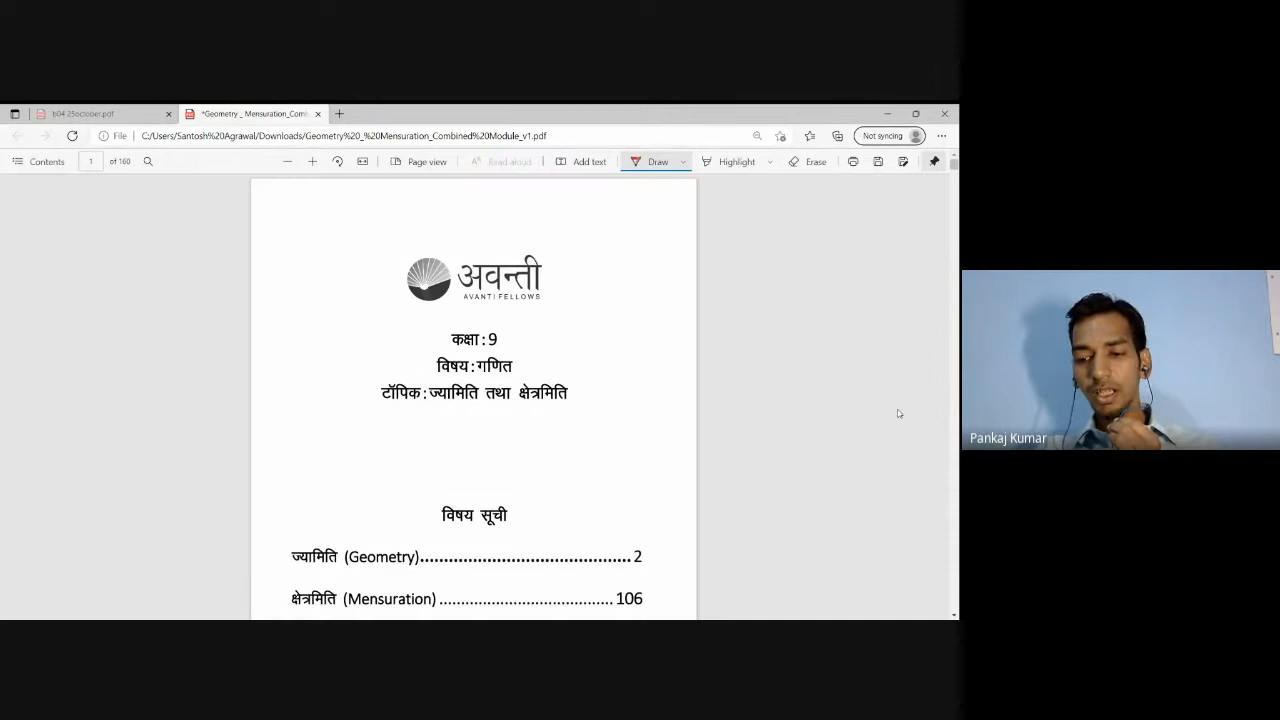 b04 25october.pdf
*Geometry _ Mensuration_Com
File
C:/Users/Santosh%20Agrawal/Downloads/Geometry%20_%20Mensuration_Combined%20Module_v1.pdf
Not syncing
Contents
1
of 160
Page view
Read aloud
Add text
Draw
Highlight
Erase
अवन्ती
AVANTI FELLOWS
कक्षा : 9
विषय : गणित
टॉपिक : ज्यामिति तथा क्षेत्रमिति
विषय सूची
ज्यामिति (Geometry)............................................ 2
क्षेत्रमिति (Mensuration) ...................................... 106
Pankaj Kumar